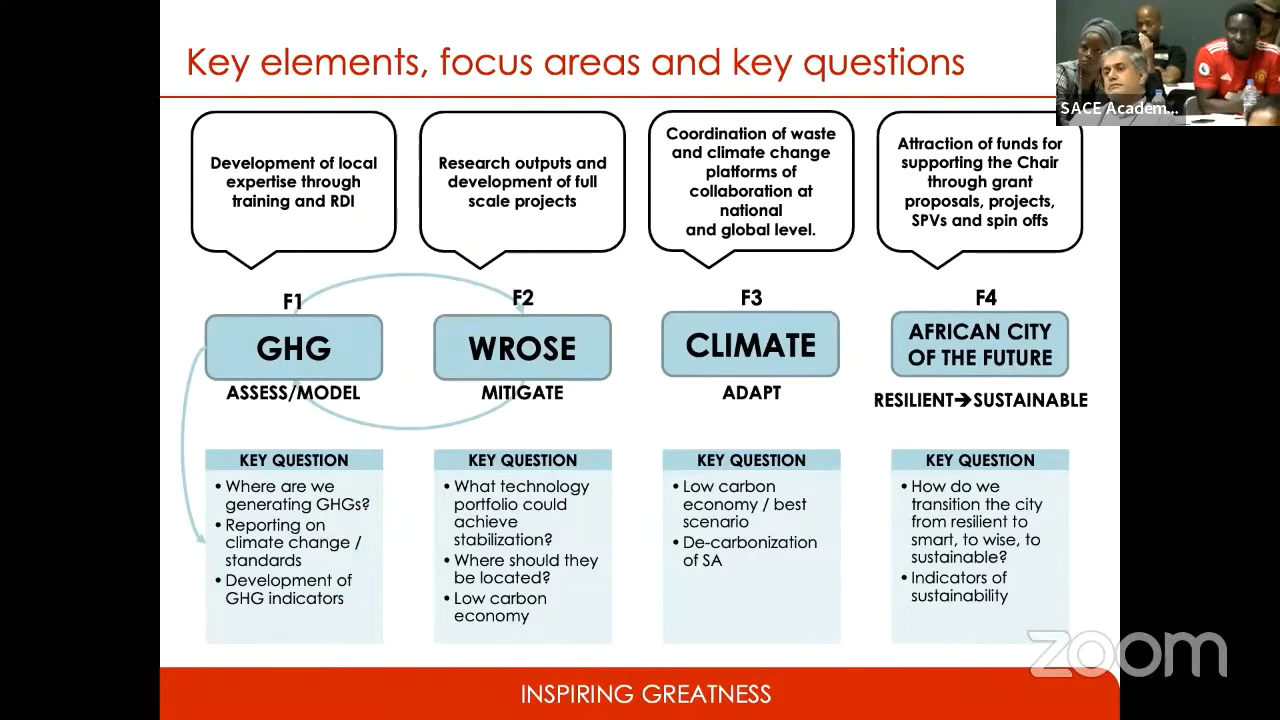 Key elements, focus areas and key questions
SACE Academ...
Development of local
expertise through
training and RDI
Research outputs and
development of full
scale projects
Coordination of waste
and climate change
platforms of
collaboration at
national
and global level.
Attraction of funds for
supporting the Chair
through grant
proposals, projects,
SPVs and spin offs
F1
GHG
ASSESS/MODEL
F2
WROSE
MITIGATE
F3
CLIMATE
ADAPT
F4
AFRICAN CITY
OF THE FUTURE
RESILIENT➔SUSTAINABLE
KEY QUESTION
• Where are we
generating GHGs?
• Reporting on
climate change /
standards
• Development of
GHG indicators
KEY QUESTION
• What technology
portfolio could
achieve
stabilization?
• Where should they
be located?
• Low carbon
economy
KEY QUESTION
• Low carbon
economy / best
scenario
• De-carbonization
of SA
KEY QUESTION
• How do we
transition the city
from resilient to
smart, to wise, to
sustainable?
• Indicators of
sustainability
zoom
INSPIRING GREATNESS